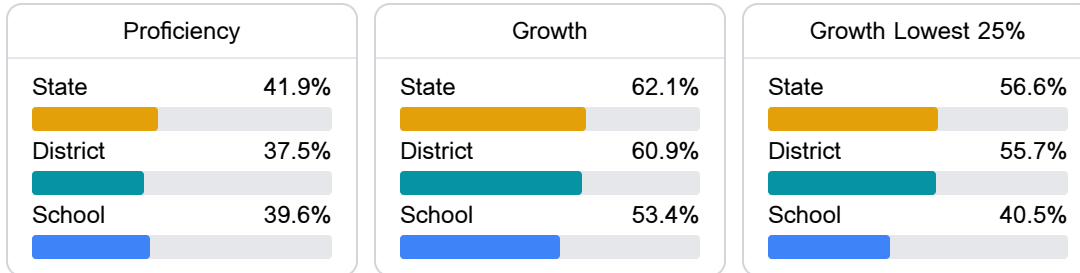 Proficiency
State 41.9%
District 37.5%
School 39.6%
Growth
State 62.1%
District 60.9%
School 53.4%
Growth Lowest 25%
State 56.6%
District 55.7%
School 40.5%